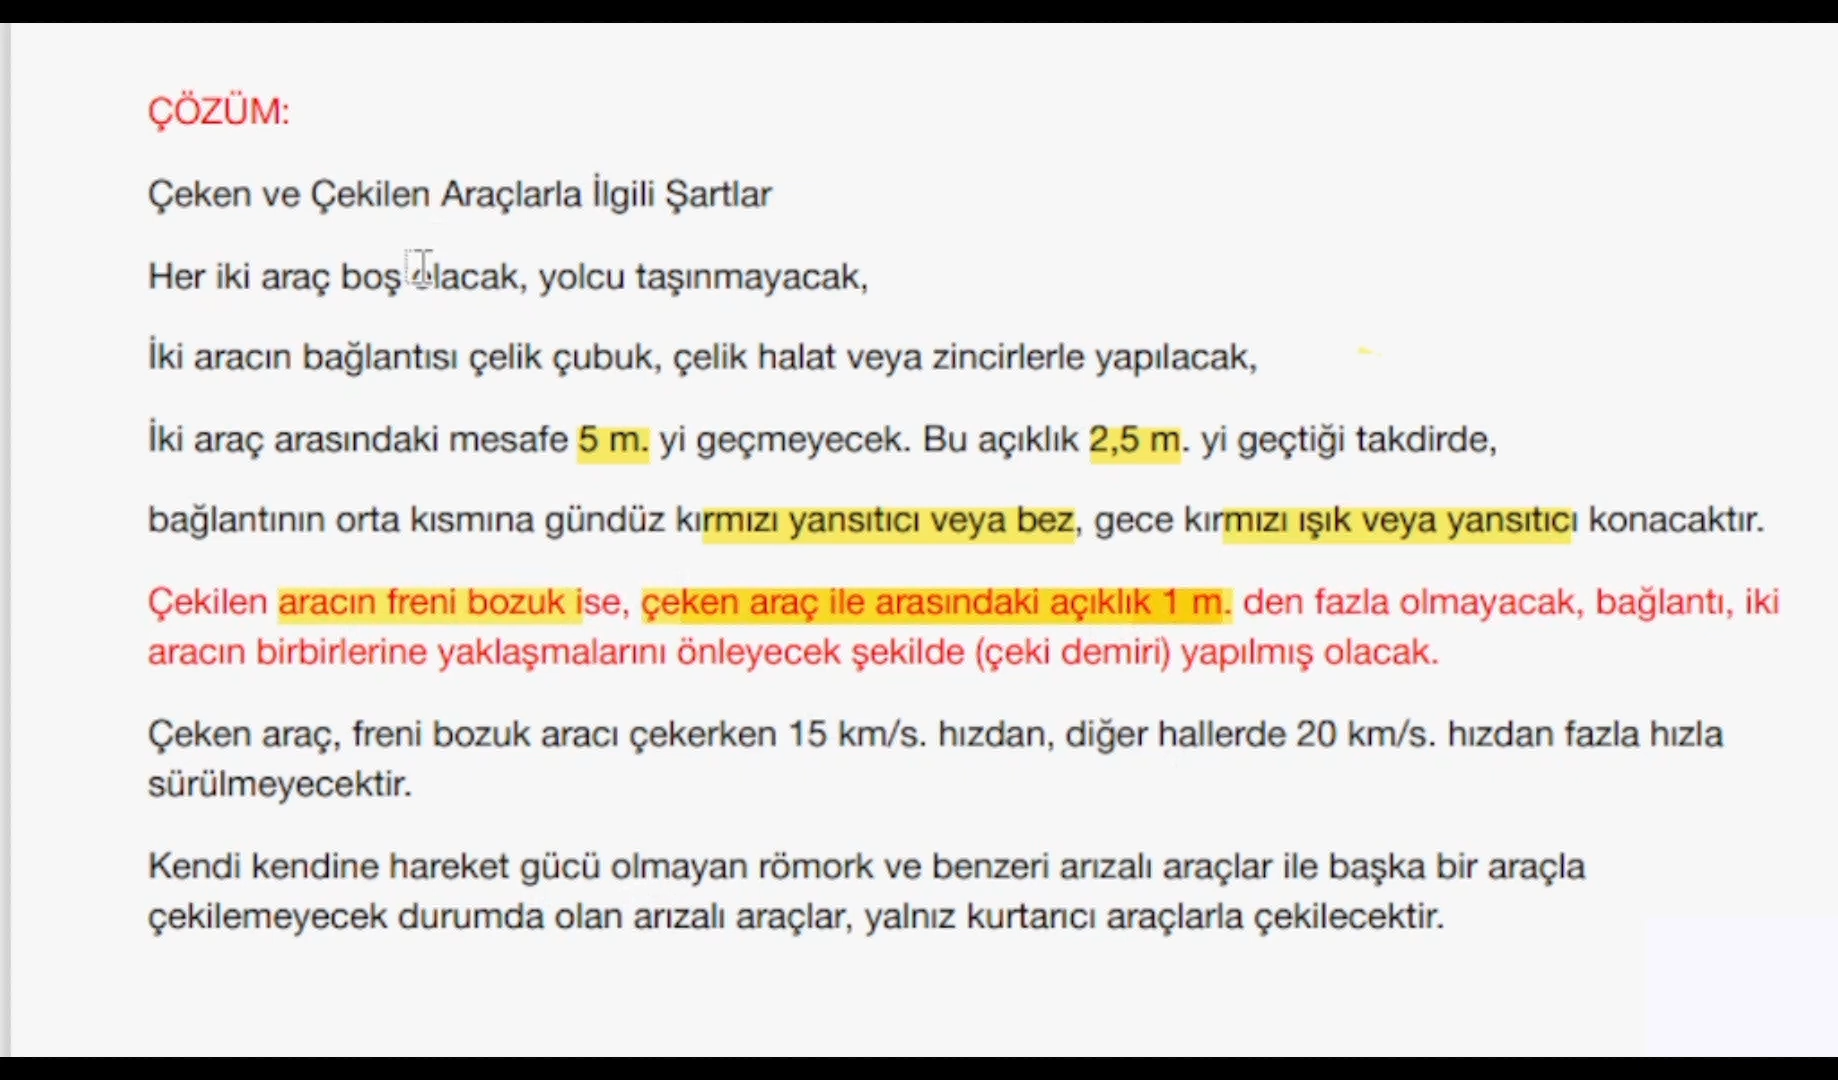 ÇÖZÜM:
Çeken ve Çekilen Araçlarla İlgili Şartlar
Her iki araç boş olacak, yolcu taşınmayacak,
İki aracın bağlantısı çelik çubuk, çelik halat veya zincirlerle yapılacak,
İki araç arasındaki mesafe 5 m. yi geçmeyecek. Bu açıklık 2,5 m. yi geçtiği takdirde,
bağlantının orta kısmına gündüz kırmızı yansıtıcı veya bez, gece kırmızı ışık veya yansıtıcı konacaktır.
Çekilen aracın freni bozuk ise, çeken araç ile arasındaki açıklık 1 m. den fazla olmayacak, bağlantı, iki
aracın birbirlerine yaklaşmalarını önleyecek şekilde (çeki demiri) yapılmış olacak.
Çeken araç, freni bozuk aracı çekerken 15 km/s. hızdan, diğer hallerde 20 km/s. hızdan fazla hızla
sürülmeyecektir.
Kendi kendine hareket gücü olmayan römork ve benzeri arızalı araçlar ile başka bir araçla
çekilemeyecek durumda olan arızalı araçlar, yalnız kurtarıcı araçlarla çekilecektir.